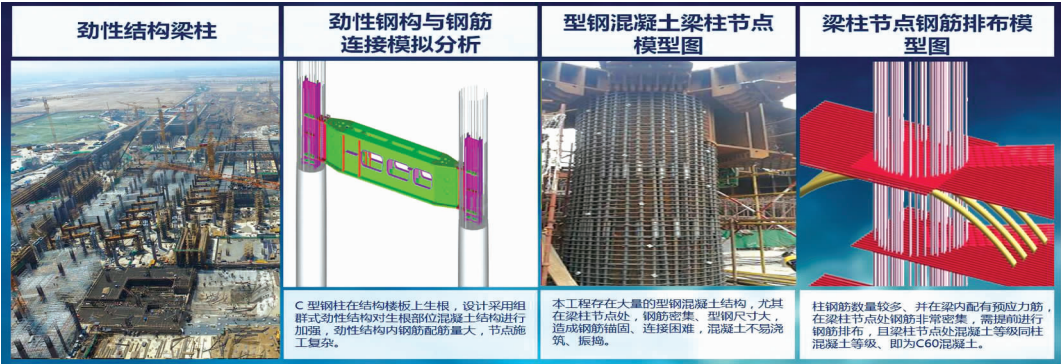 劲性结构梁柱
劲性钢构与钢筋
连接模拟分析
C 型钢柱在结构楼板上生根，设计采用组
群式劲性结构对生根部位混凝土结构进行
加强，劲性结构内钢筋配筋量大，节点施
工复杂。
型钢混凝土梁柱节点
模型图
本工程存在大量的型钢混凝土结构，尤其
在梁柱节点处，钢筋密集、型钢尺寸大，
造成钢筋锚固、连接困难，混凝土不易浇
筑、振捣。
梁柱节点钢筋排布模
型图
柱钢筋数量较多、并在梁内配有预应力筋，
在梁柱节点处钢筋非常密集，需提前进行
钢筋排布，且梁柱节点处混凝土等级同柱
混凝土等级、即为C60混凝土。